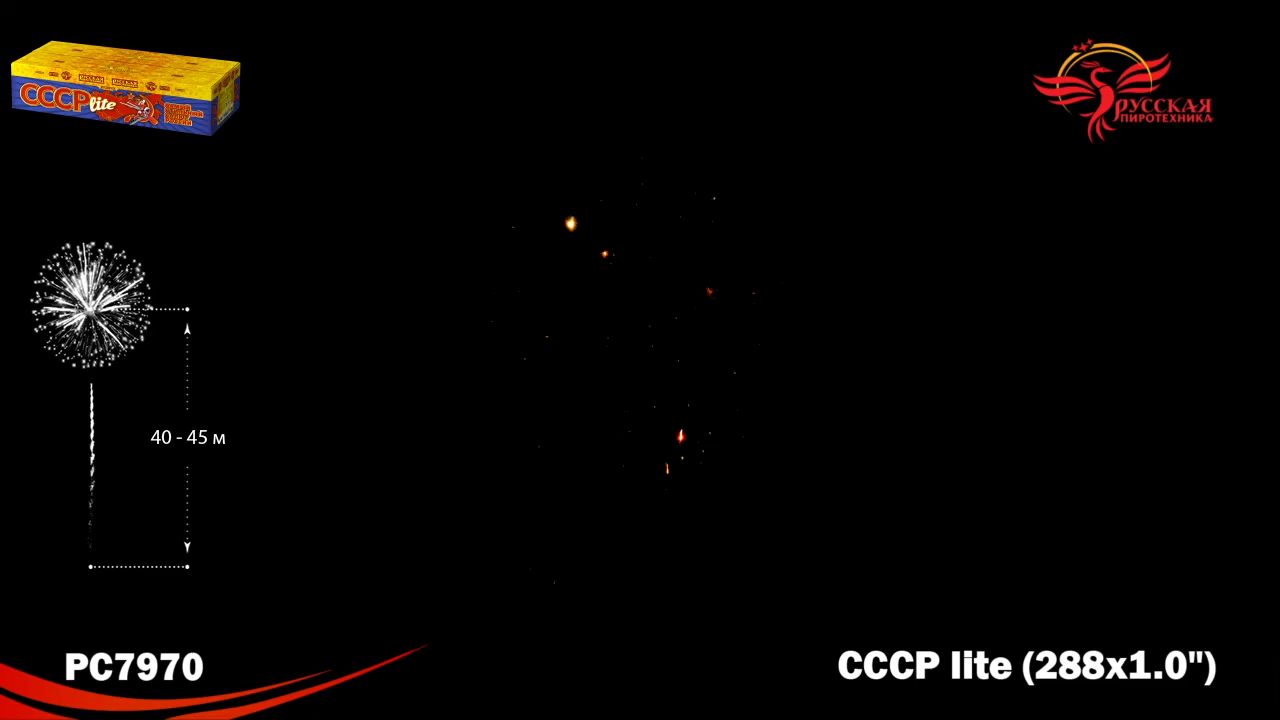 СССР lite
РУССКАЯ
ПИРОТЕХНИКА
40 - 45 м
РС7970
СССР lite (288x1.0")